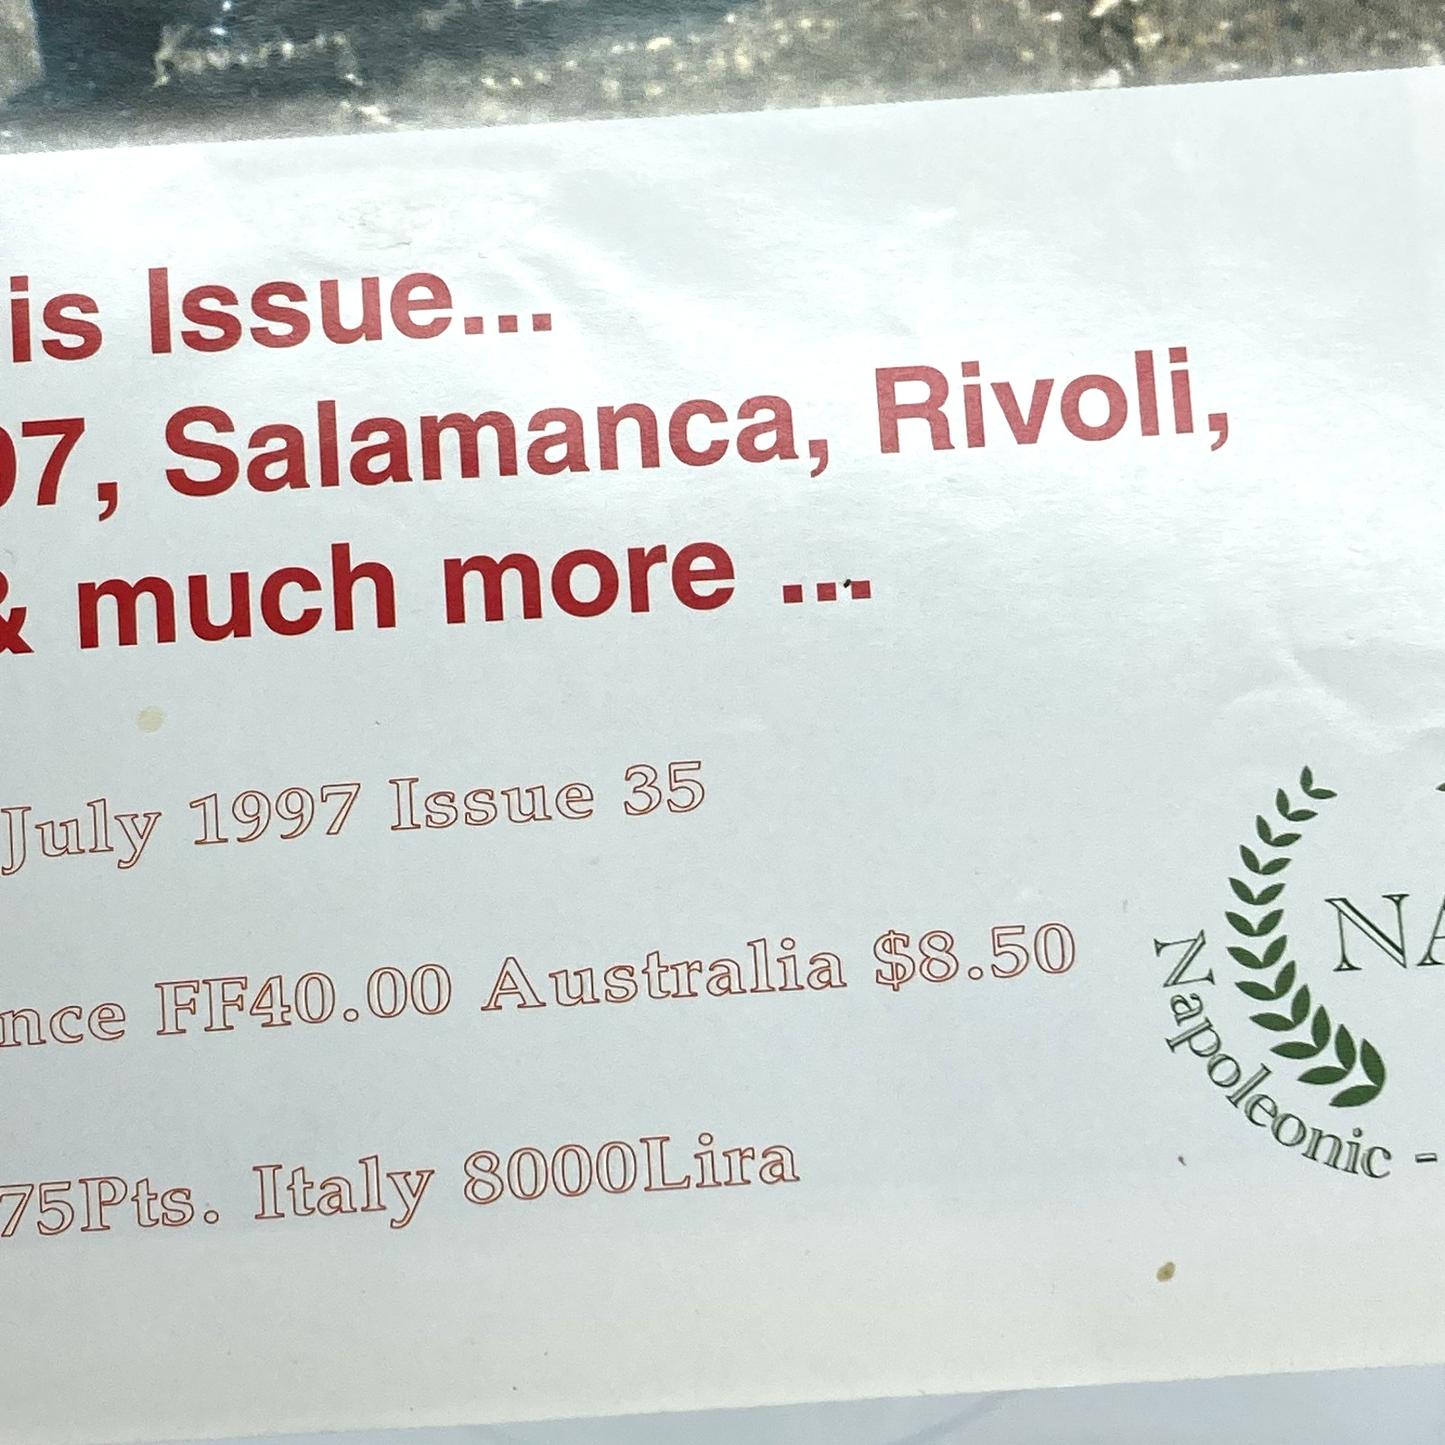 is Issue...
97, Salamanca, Rivoli,
& much more ...
July 1997 Issue 35
nce FF40.00 Australia $8.50
75Pts. Italy 8000Lira
NA
Napoleonic -